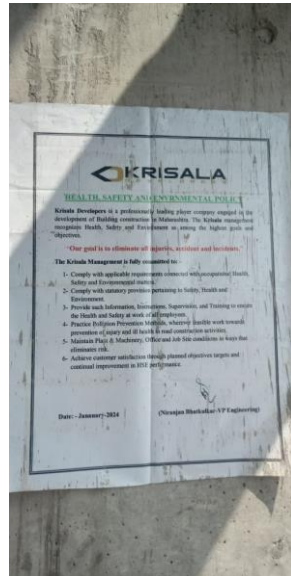 KRISALA
HEALTH, SAFETY AND ENVIRNMENTAL POLICY
Krisala Developers is a professionally leading player company engaged in the
development of Building construction in Maharashtra. The Krisala management
recognizes Health, Safety and Environment as among the highest goals and
objectives.
"Our goal is to eliminate all injuries, accident and incidents."
The Krisala Management is fully committed to: -
1- Comply with applicable requirements connected with occupational Health,
Safety and Environmental matters.
2- Comply with statutory provision pertaining to Safety, Health and
Environment.
3- Provide such Information, Instructions, Supervision, and Training to ensure
the Health and Safety at work of all employees.
4- Practice Pollution Prevention Methods, wherever feasible work towards
prevention of injury and ill health in real construction activities.
5- Maintain Place & Machinery, Office and Job Site conditions in ways that
eliminates risk.
6- Achieve customer satisfaction through planned objectives targets and
continual improvement in HSE performance.
Date: - January-2024
(Niranjan VP Engineering)